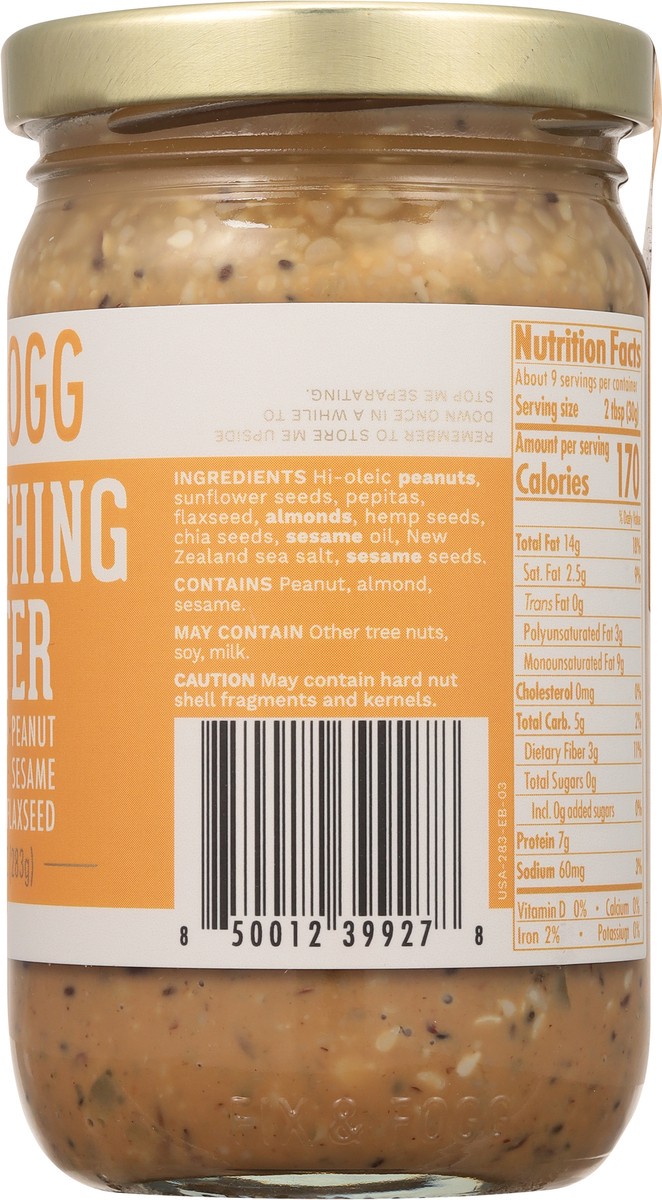 OGG
HING
ER
PEANUT
SESAME
LAXSEED
(283g)
REMEMBER TO STORE ME UPSIDE
DOWN ONCE IN A WHILE TO
STOP ME SEPARATING.
INGREDIENTS Hi-oleic peanuts,
sunflower seeds, pepitas,
flaxseed, almonds, hemp seeds,
chia seeds, sesame oil, New
Zealand sea salt, sesame seeds.
CONTAINS Peanut, almond,
sesame.
MAY CONTAIN Other tree nuts,
soy, milk.
CAUTION May contain hard nut
shell fragments and kernels.
8 50012 39927 8
USA-283-EB-03
Nutrition Facts
About 9 servings per container
Serving size 2 tbsp (30g)
Amount per serving
Calories 170
% Daily Value
Total Fat 14g 18%
Sat. Fat 2.5g 9%
Trans Fat 0g
Polyunsaturated Fat 3g
Monounsaturated Fat 9g
Cholesterol 0mg 0%
Total Carb. 5g 2%
Dietary Fiber 3g 11%
Total Sugars 0g
Incl. 0g added sugars 0%
Protein 7g
Sodium 60mg 3%
Vitamin D 0% • Calcium 0%
Iron 2% • Potassium 0%
FIX & FOGG